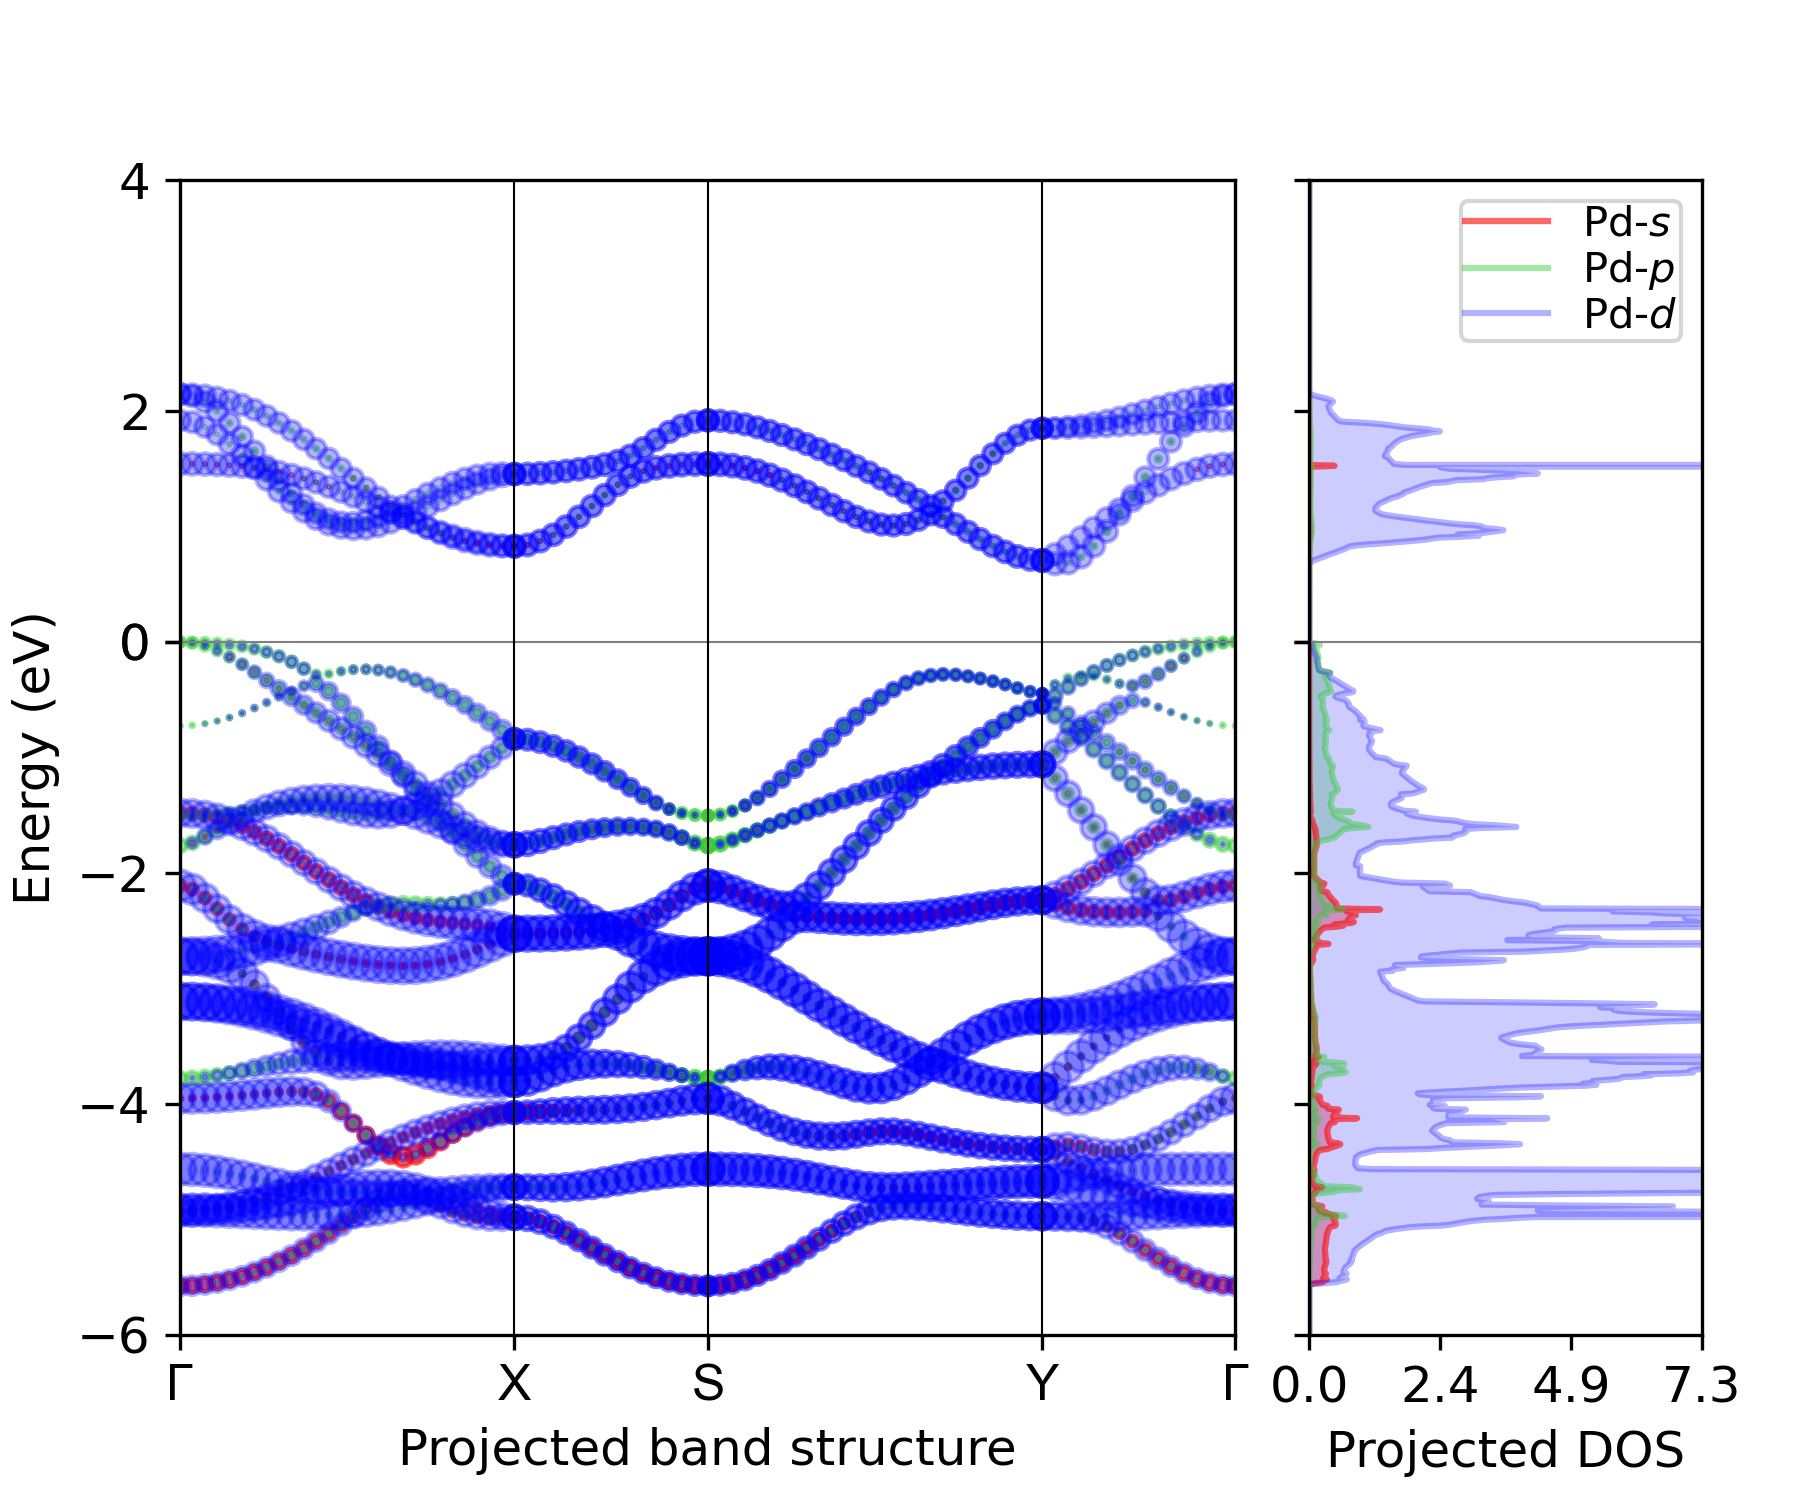 4
2
0
−2
−4
−6
Energy (eV)
Γ X S Y Γ
Projected band structure
Pd-s
Pd-p
Pd-d
0.0 2.4 4.9 7.3
Projected DOS